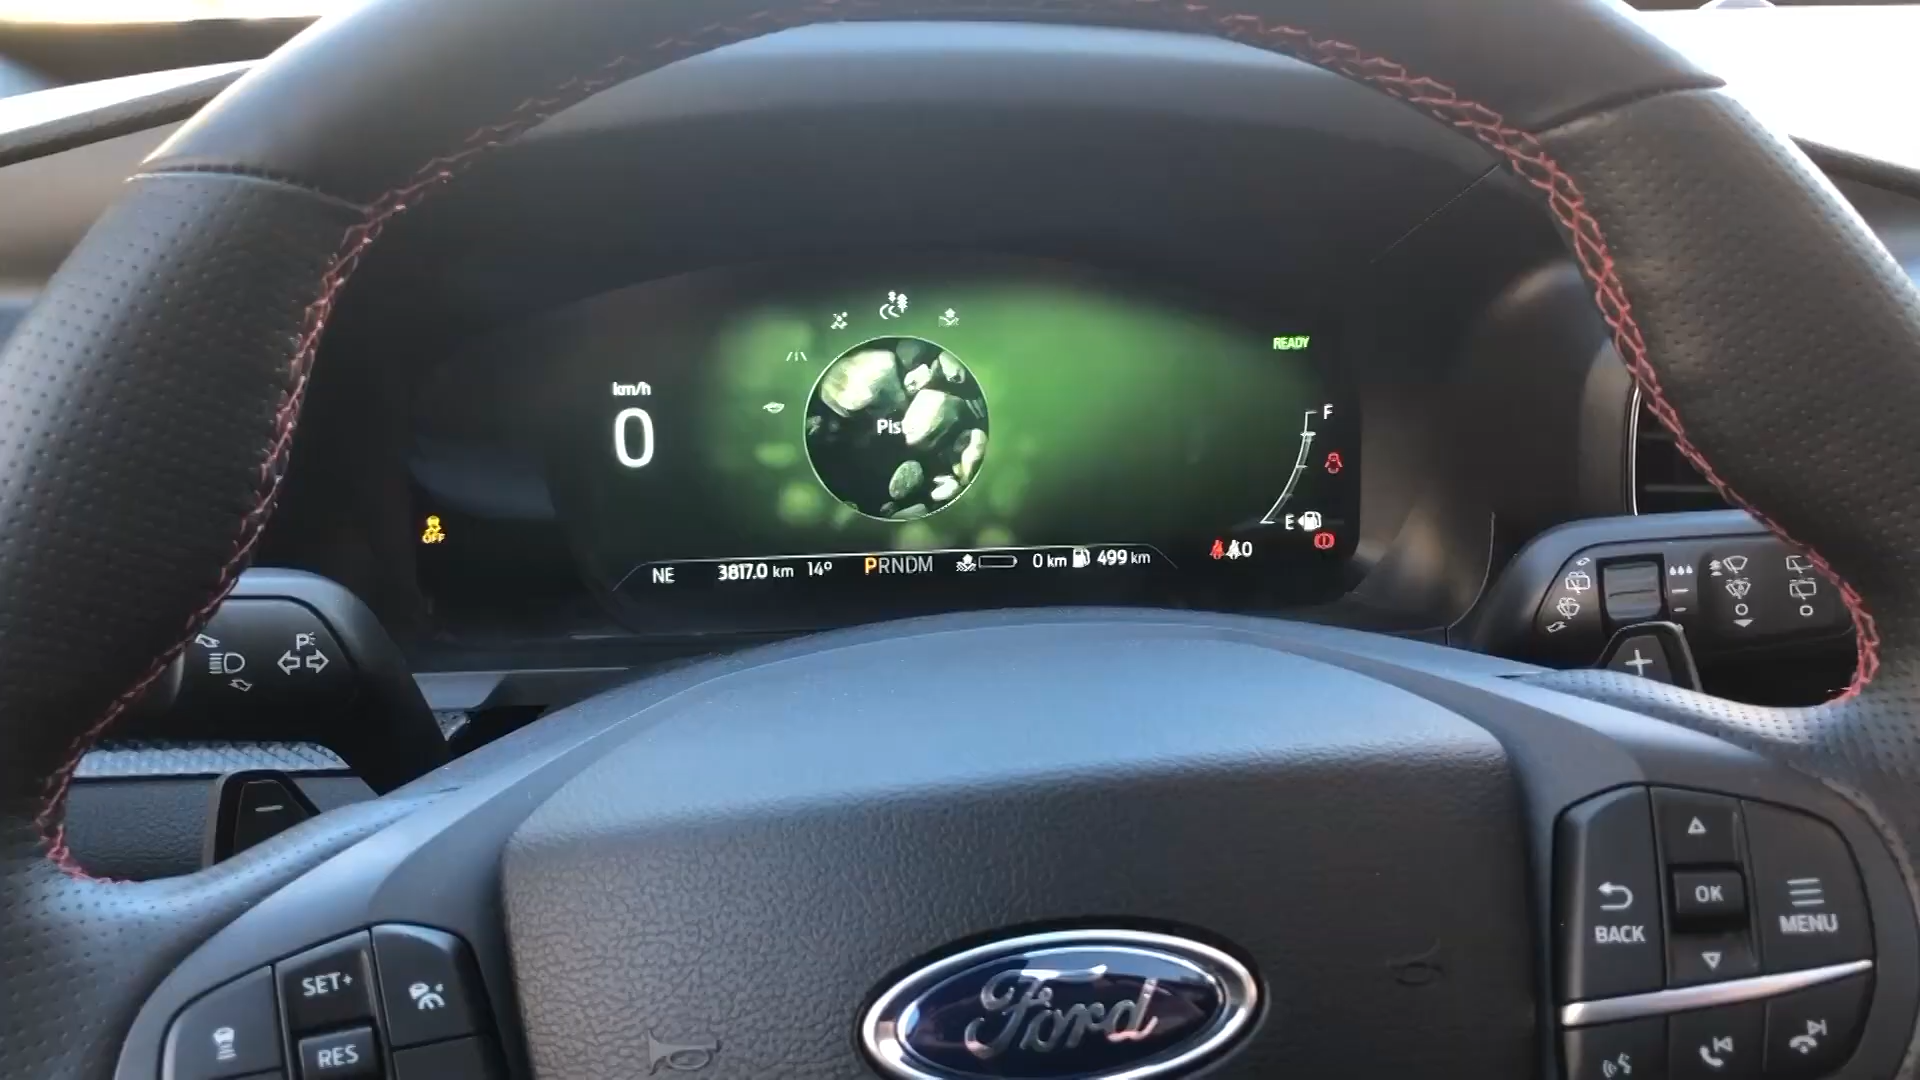 km/h
0
Pis
READY
F
E
OFF
NE 3817.0 km 14° PRNDM 0 km 499 km
0
P
+
-
SET+
RES
BACK
OK
MENU
Ford